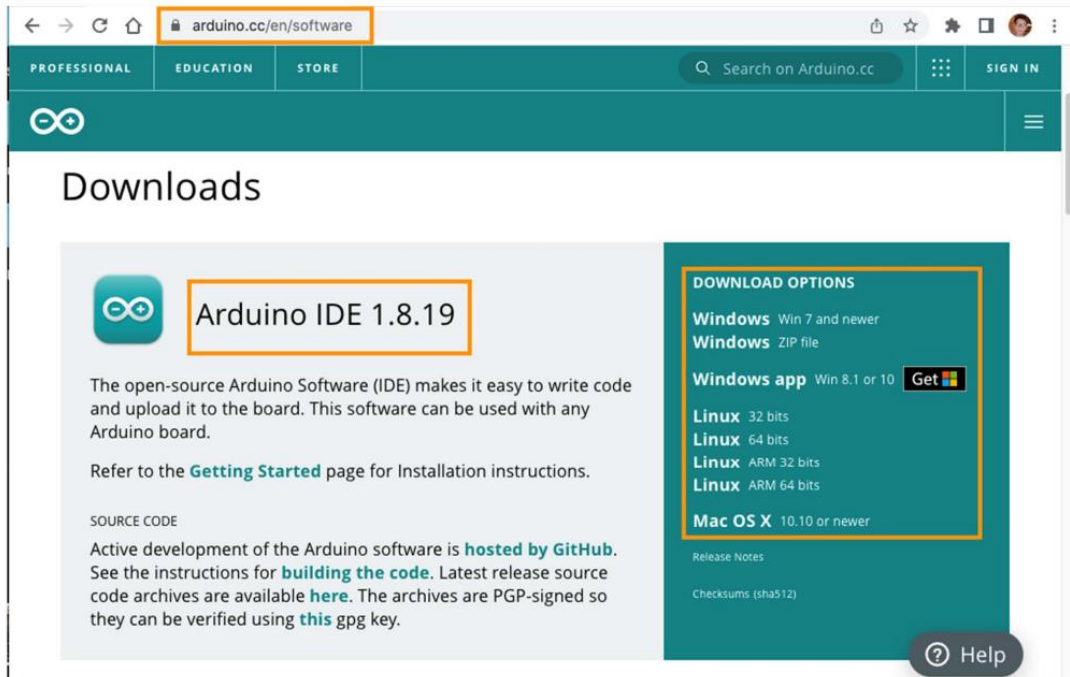 arduino.cc/en/software
PROFESSIONAL EDUCATION STORE Search on Arduino.cc SIGN IN
Downloads
Arduino IDE 1.8.19
The open-source Arduino Software (IDE) makes it easy to write code
and upload it to the board. This software can be used with any
Arduino board.
Refer to the Getting Started page for Installation instructions.
SOURCE CODE
Active development of the Arduino software is hosted by GitHub.
See the instructions for building the code. Latest release source
code archives are available here. The archives are PGP-signed so
they can be verified using this gpg key.
DOWNLOAD OPTIONS
Windows Win 7 and newer
Windows ZIP file
Windows app Win 8.1 or 10 Get
Linux 32 bits
Linux 64 bits
Linux ARM 32 bits
Linux ARM 64 bits
Mac OS X 10.10 or newer
Release Notes
Checksums (sha512)
Help